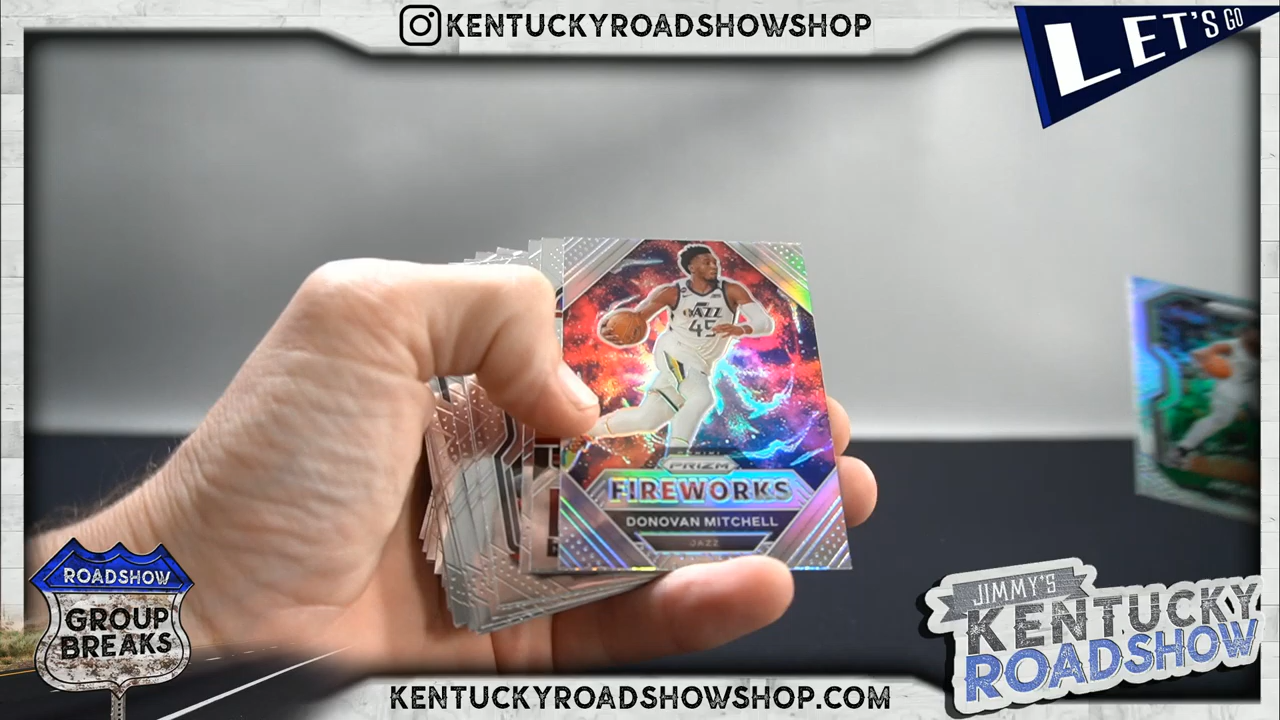 KENTUCKYROADSHOWSHOP
LET'S GO
JAZZ
45
PRIZM
FIREWORKS
DONOVAN MITCHELL
JAZZ
ROADSHOW
GROUP
BREAKS
JIMMY'S
KENTUCKY
ROADSHOW
KENTUCKYROADSHOWSHOP.COM